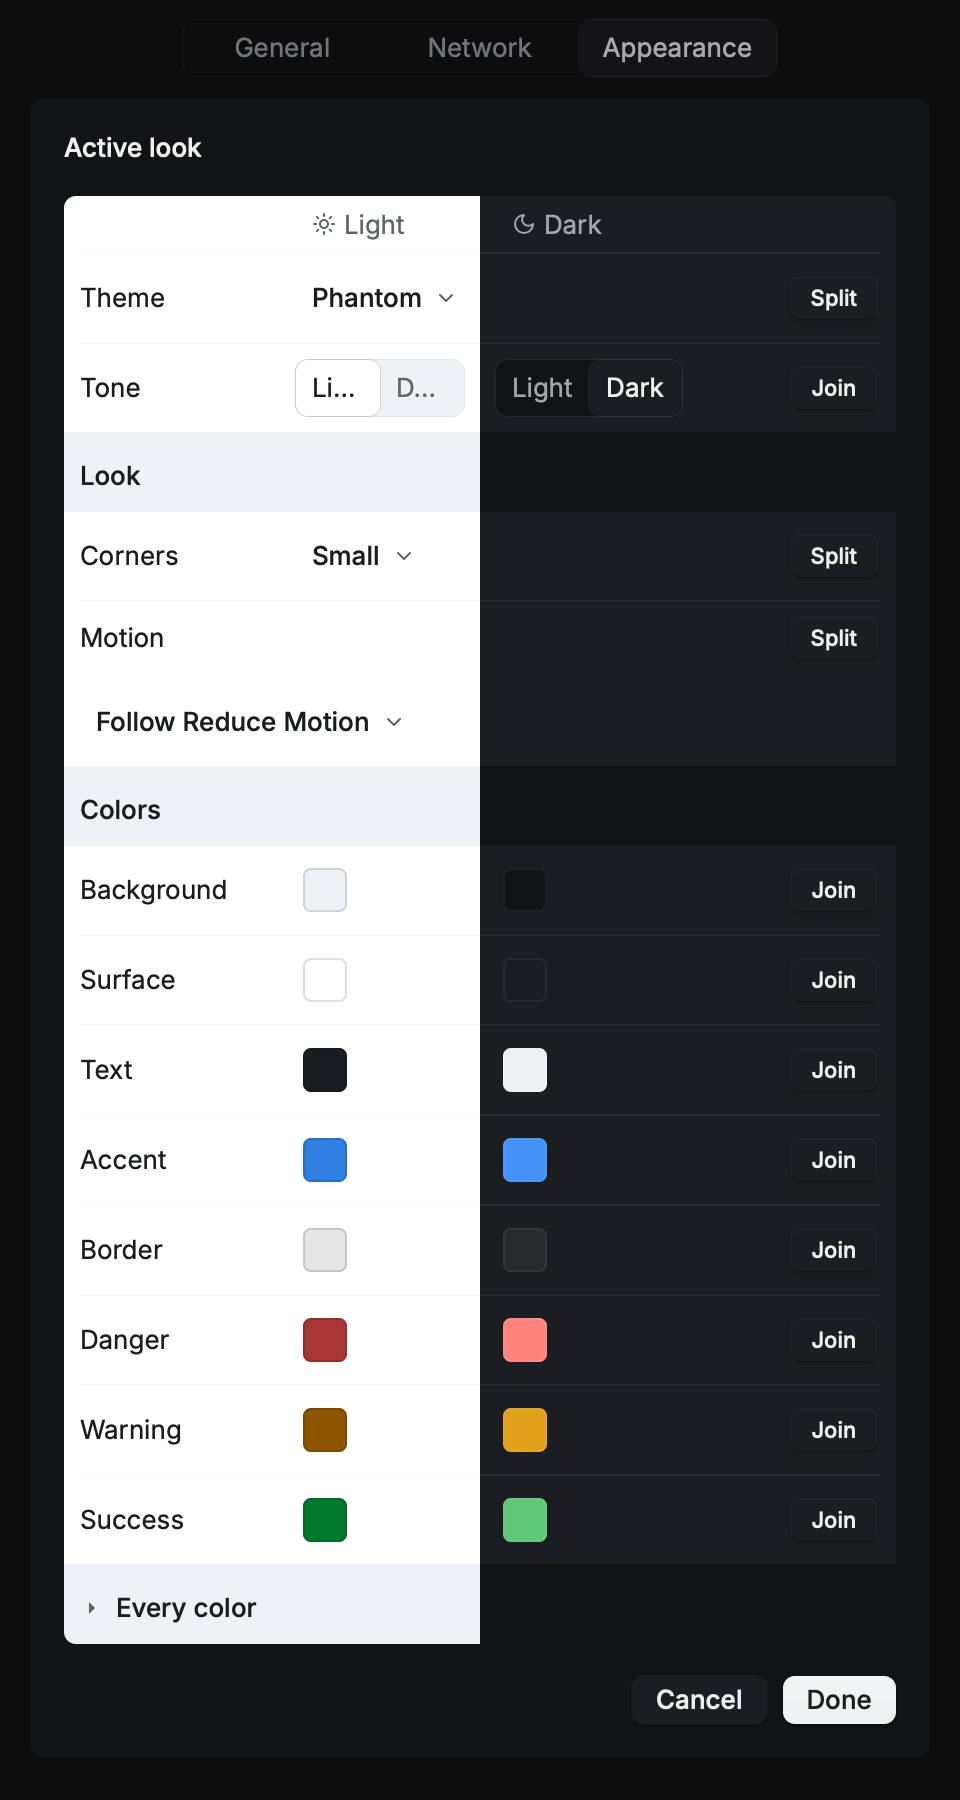 General Network Appearance
Active look
Light Dark
Theme Phantom Split
Tone Li... D... Light Dark Join
Look
Corners Small Split
Motion Split
Follow Reduce Motion
Colors
Background Join
Surface Join
Text Join
Accent Join
Border Join
Danger Join
Warning Join
Success Join
Every color
Cancel Done